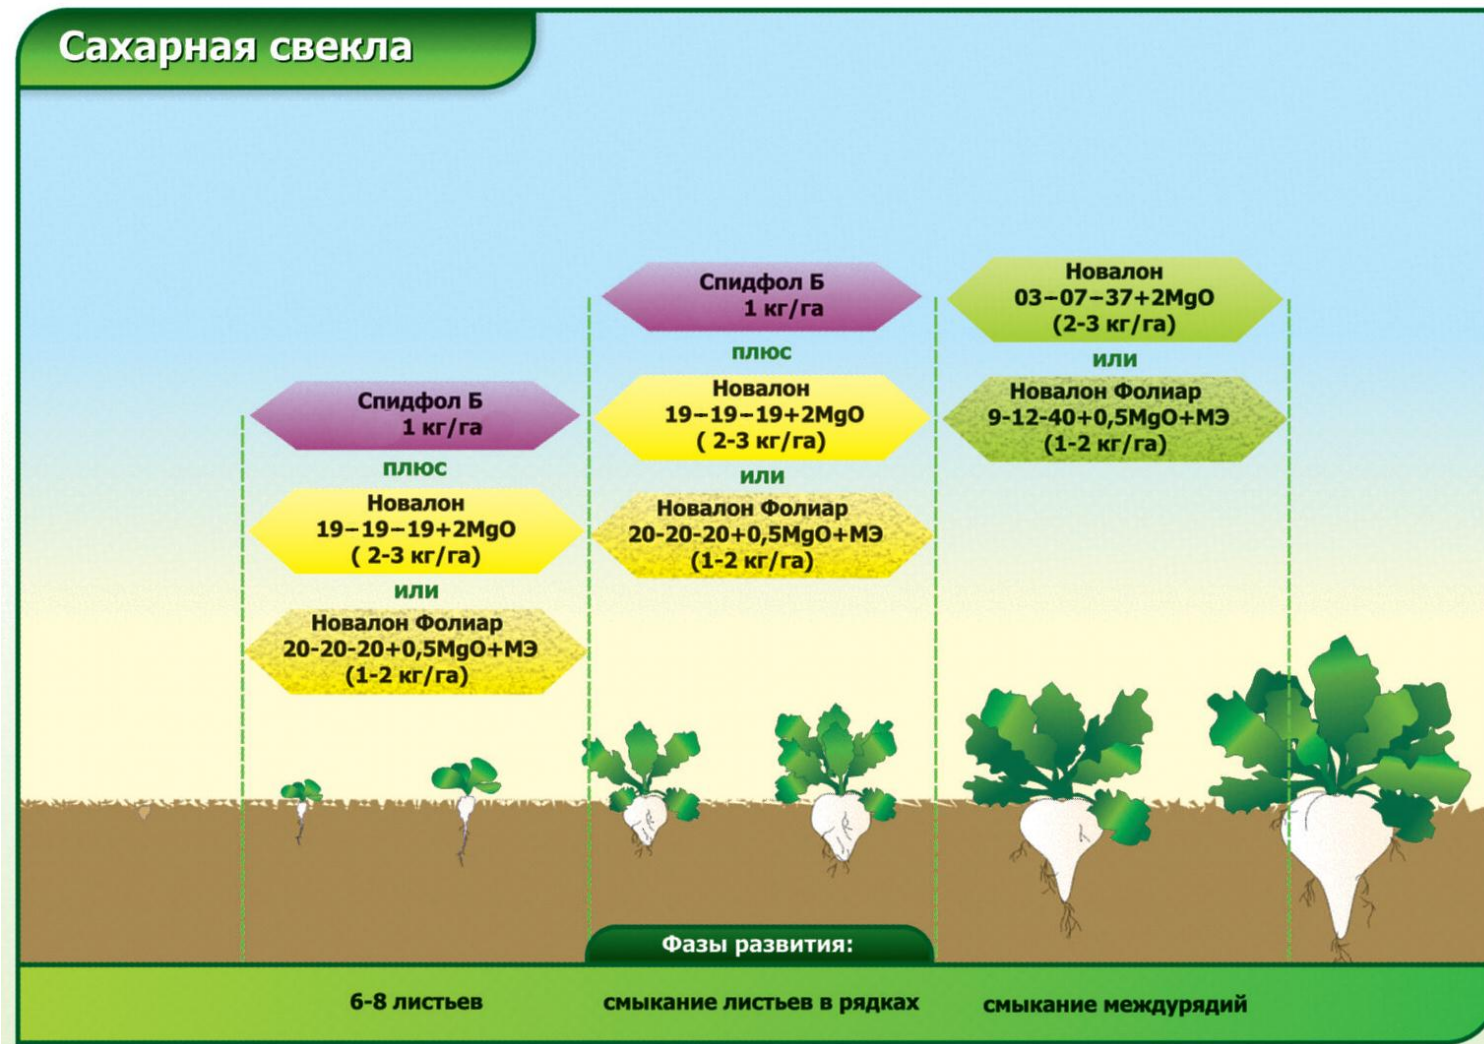 Сахарная свекла
Спидфол Б
1 кг/га
плюс
Новалон
19-19-19+2MgO
( 2-3 кг/га)
или
Новалон Фолиар
20-20-20+0,5MgO+МЭ
(1-2 кг/га)
Спидфол Б
1 кг/га
плюс
Новалон
19-19-19+2MgO
( 2-3 кг/га)
или
Новалон Фолиар
20-20-20+0,5MgO+МЭ
(1-2 кг/га)
Новалон
03-07-37+2MgO
(2-3 кг/га)
или
Новалон Фолиар
9-12-40+0,5MgO+МЭ
(1-2 кг/га)
Фазы развития:
6-8 листьев
смыкание листьев в рядках
смыкание междурядий